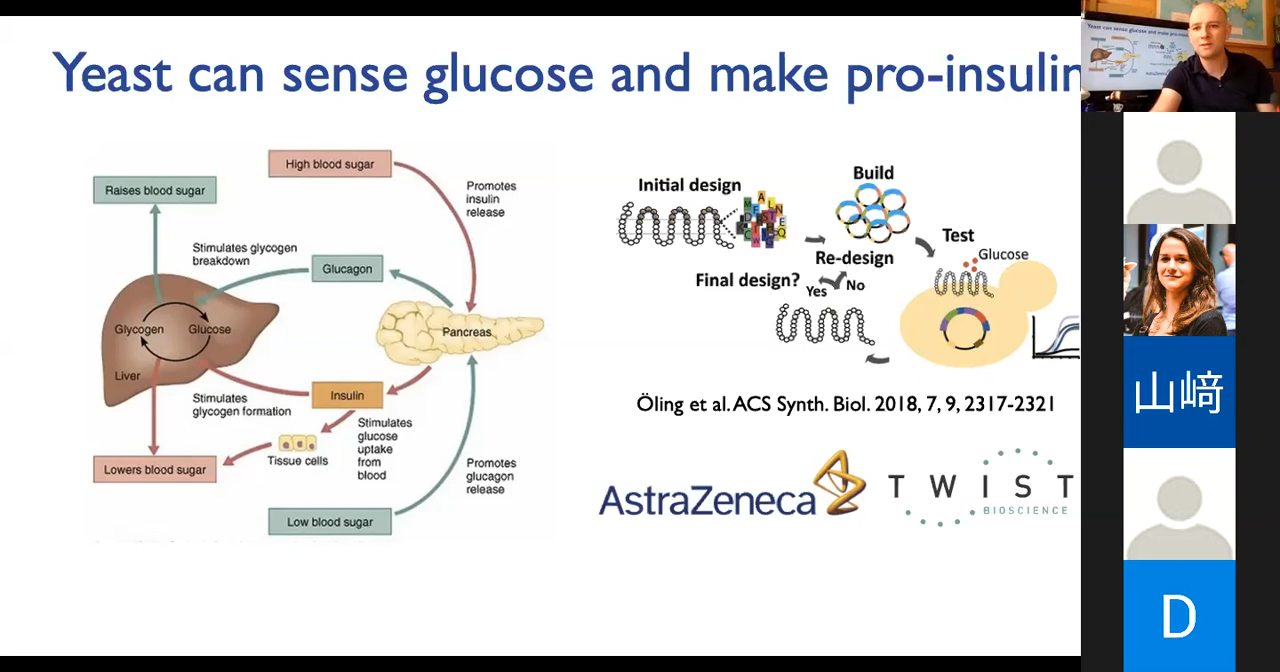 Yeast can sense glucose and make pro-insulin
High blood sugar
Raises blood sugar
Promotes
insulin
release
Stimulates glycogen
breakdown
Glucagon
Glycogen
Glucose
Pancreas
Liver
Insulin
Stimulates
glycogen formation
Stimulates
glucose
uptake
from
blood
Tissue cells
Lowers blood sugar
Promotes
glucagon
release
Low blood sugar
Initial design
Build
Test
Glucose
Re-design
Final design?
Yes
No
Öling et al. ACS Synth. Biol. 2018, 7, 9, 2317-2321
AstraZeneca
TWIST
BIOSCIENCE
山﨑
D